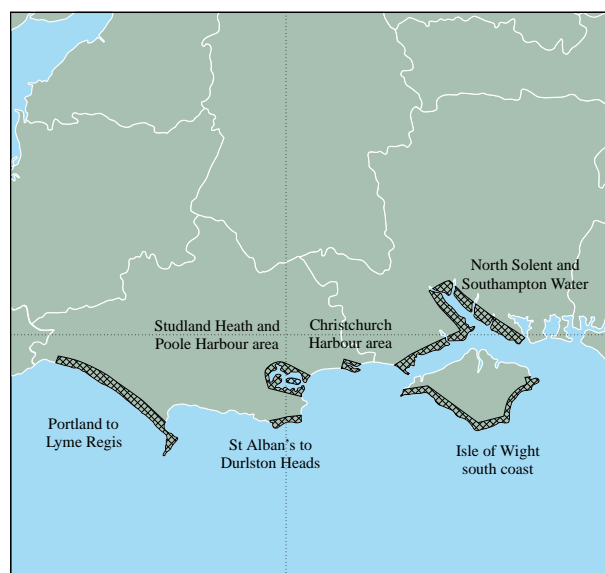 North Solent and
Southampton Water
Studland Heath and
Poole Harbour area
Christchurch
Harbour area
Portland to
Lyme Regis
St Alban's to
Durlston Heads
Isle of Wight
south coast